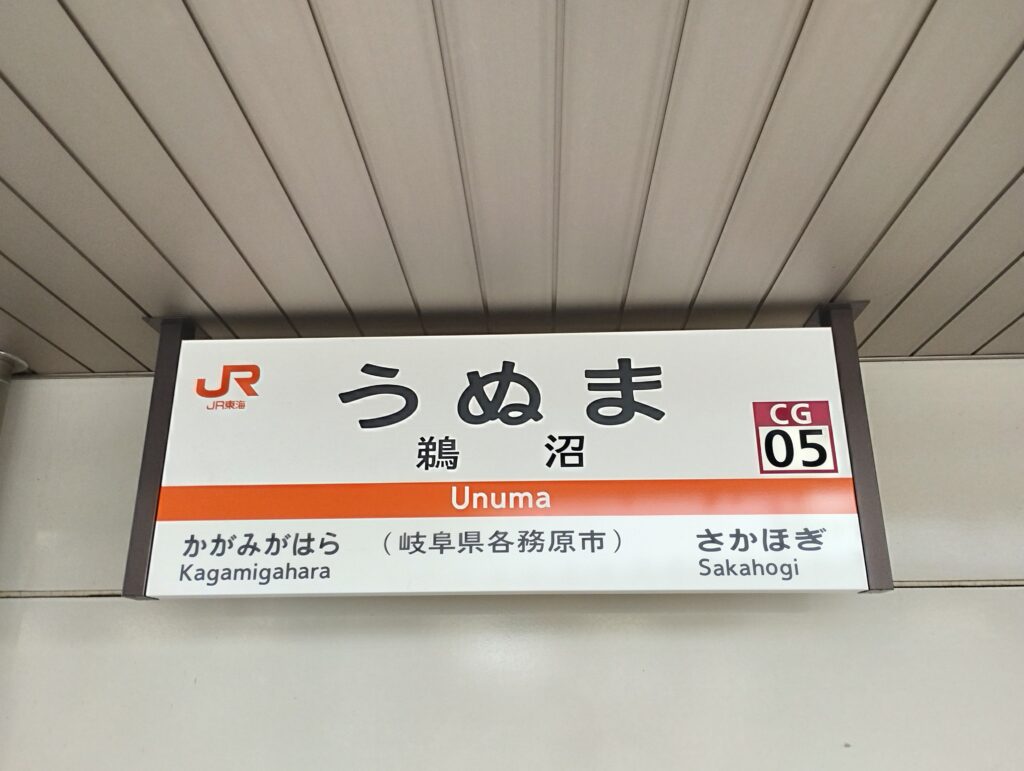 JR
JR東海
うぬま
鵜沼
CG
05
Unuma
かがみがはら
Kagamigahara
(岐阜県各務原市)
さかほぎ
Sakahogi